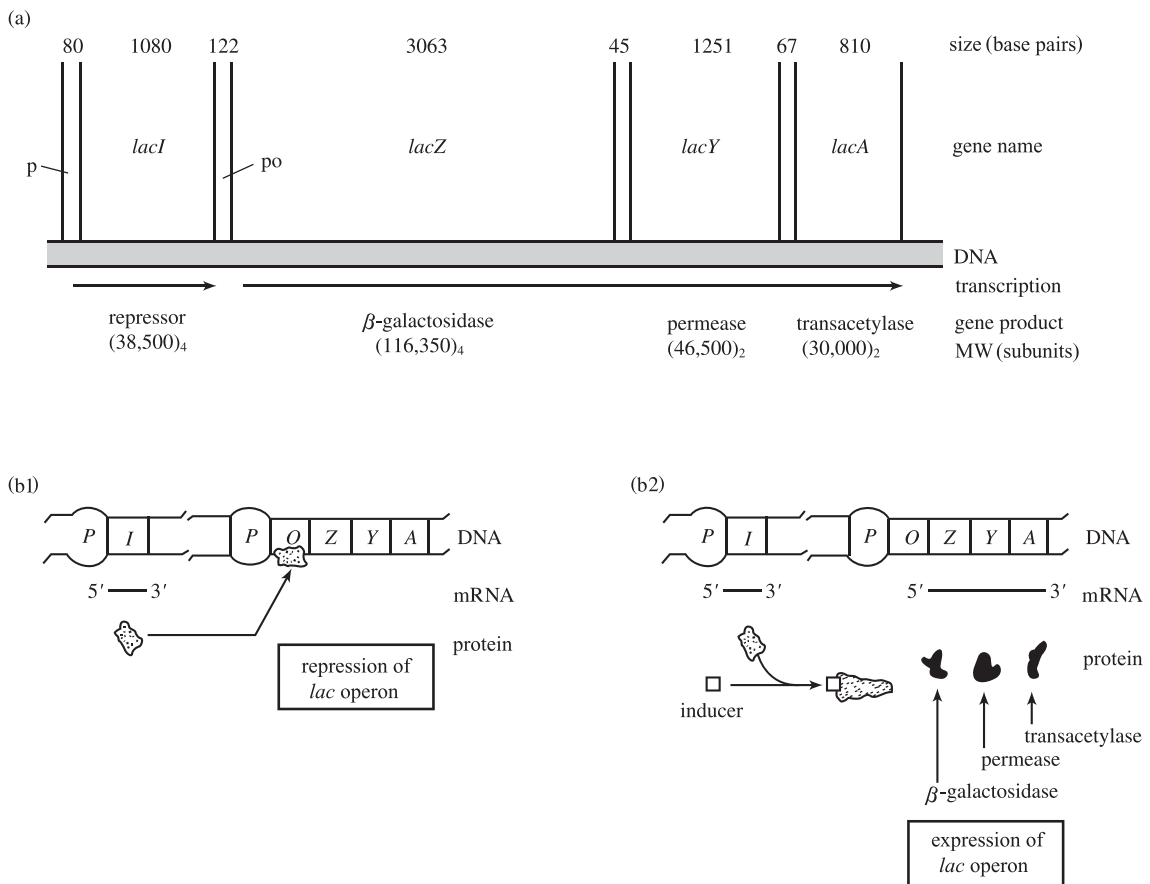 (a)
80 1080 122 3063 45 1251 67 810 size (base pairs)
p lacI po lacZ lacY lacA gene name
DNA
transcription
repressor β-galactosidase permease transacetylase gene product
(38,500)₄ (116,350)₄ (46,500)₂ (30,000)₂ MW (subunits)
(b1)
P I P O Z Y A DNA
5′ 3′ mRNA
protein
repression of
lac operon
(b2)
P I P O Z Y A DNA
5′ 3′ 5′ 3′ mRNA
protein
inducer
transacetylase
permease
β-galactosidase
expression of
lac operon